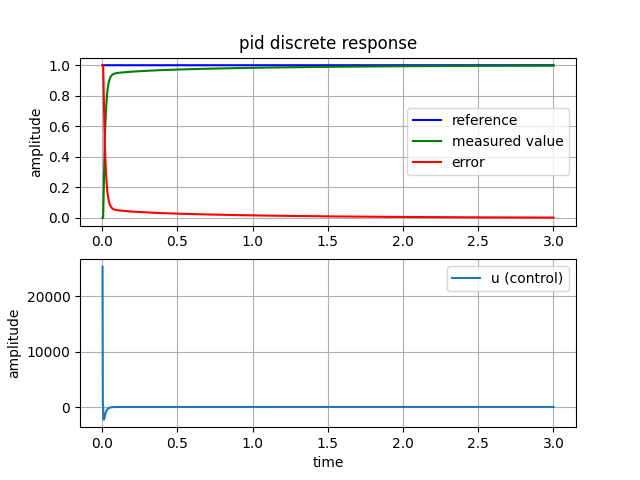 pid discrete response
amplitude
1.0
0.8
0.6
0.4
0.2
0.0
reference
measured value
error
0.0 0.5 1.0 1.5 2.0 2.5 3.0
amplitude
20000
10000
0
u (control)
0.0 0.5 1.0 1.5 2.0 2.5 3.0
time